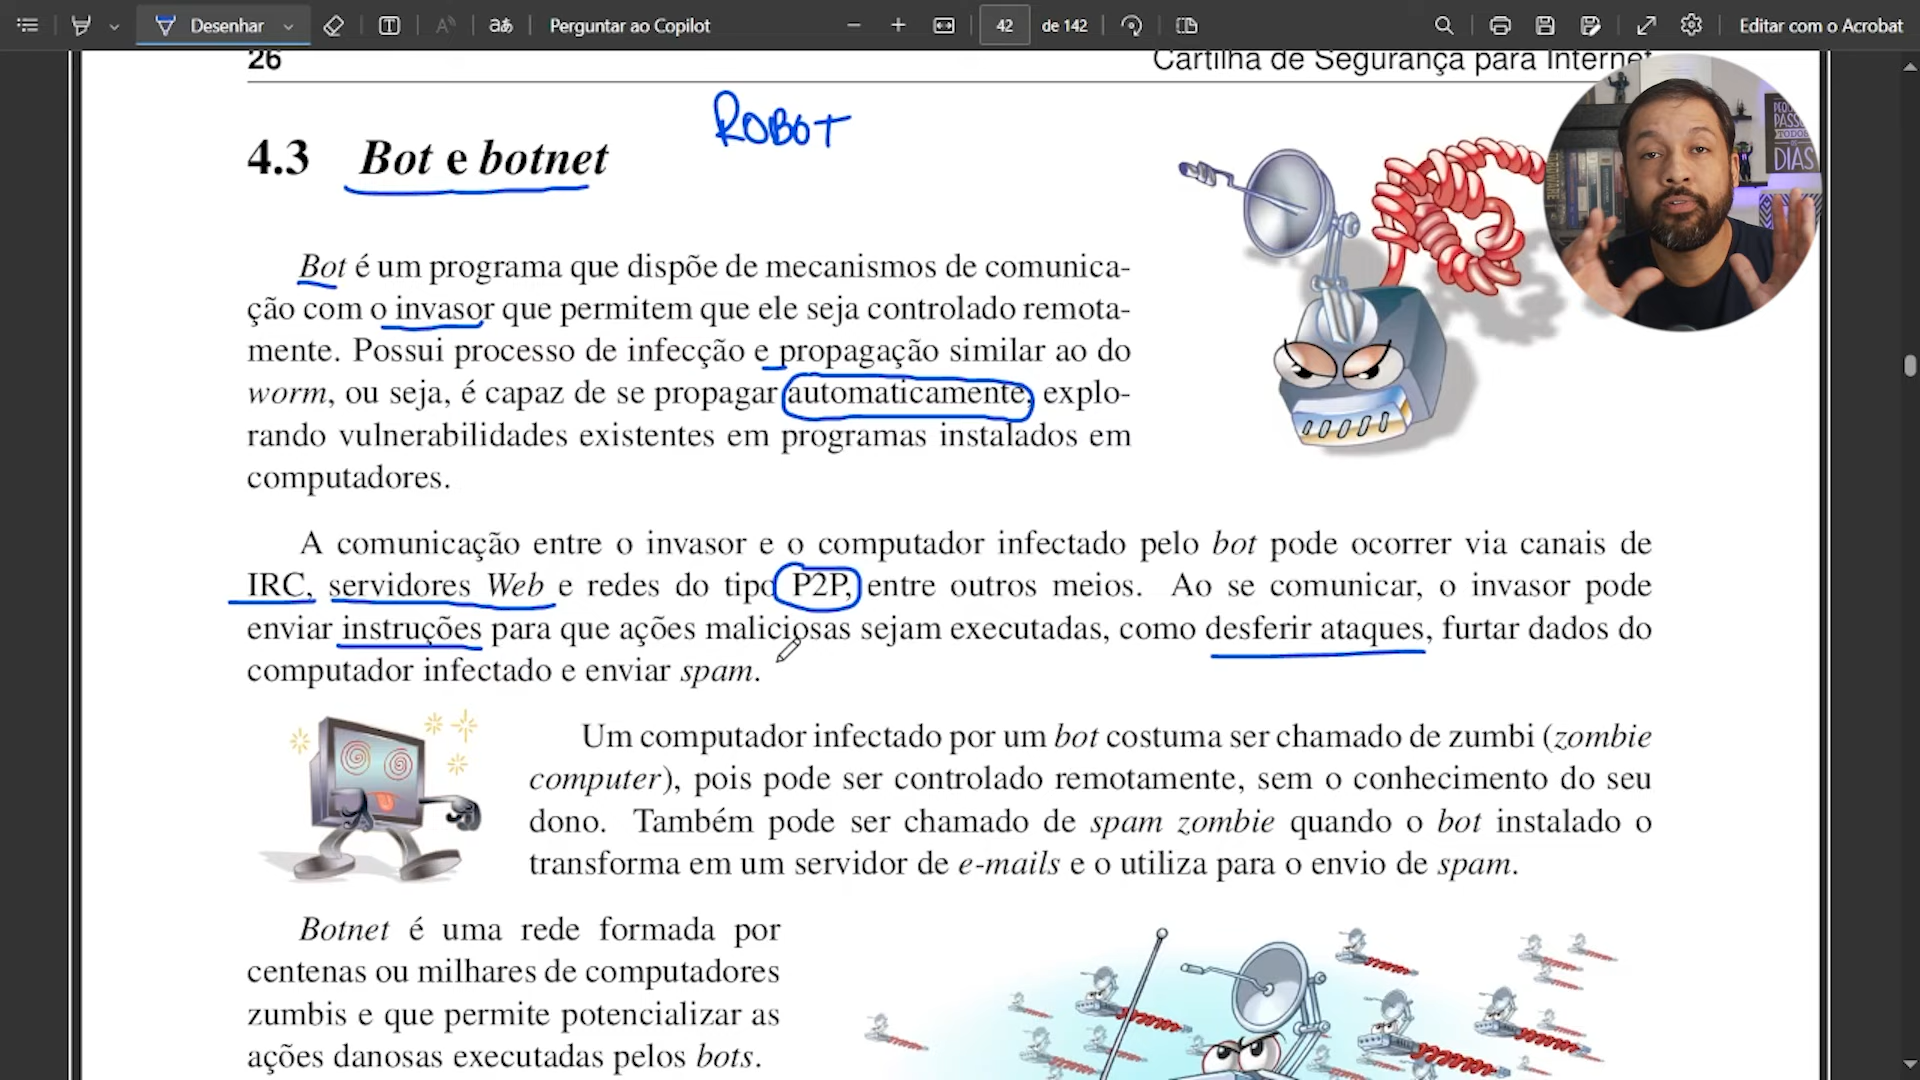 Desenhar
aあ
Perguntar ao Copilot
42
de 142
Editar com o Acrobat
26
Cartilha de Segurança para Internet
ROBOT
4.3 Bot e botnet
PASS
TODO
DIAS
Bot é um programa que dispõe de mecanismos de comunica-
ção com o invasor que permitem que ele seja controlado remota-
mente. Possui processo de infecção e propagação similar ao do
worm, ou seja, é capaz de se propagar automaticamente, explo-
rando vulnerabilidades existentes em programas instalados em
computadores.
A comunicação entre o invasor e o computador infectado pelo bot pode ocorrer via canais de
IRC, servidores Web e redes do tipo P2P, entre outros meios. Ao se comunicar, o invasor pode
enviar instruções para que ações maliciosas sejam executadas, como desferir ataques, furtar dados do
computador infectado e enviar spam.
Um computador infectado por um bot costuma ser chamado de zumbi (zombie
computer), pois pode ser controlado remotamente, sem o conhecimento do seu
dono. Também pode ser chamado de spam zombie quando o bot instalado o
transforma em um servidor de e-mails e o utiliza para o envio de spam.
Botnet é uma rede formada por
centenas ou milhares de computadores
zumbis e que permite potencializar as
ações danosas executadas pelos bots.